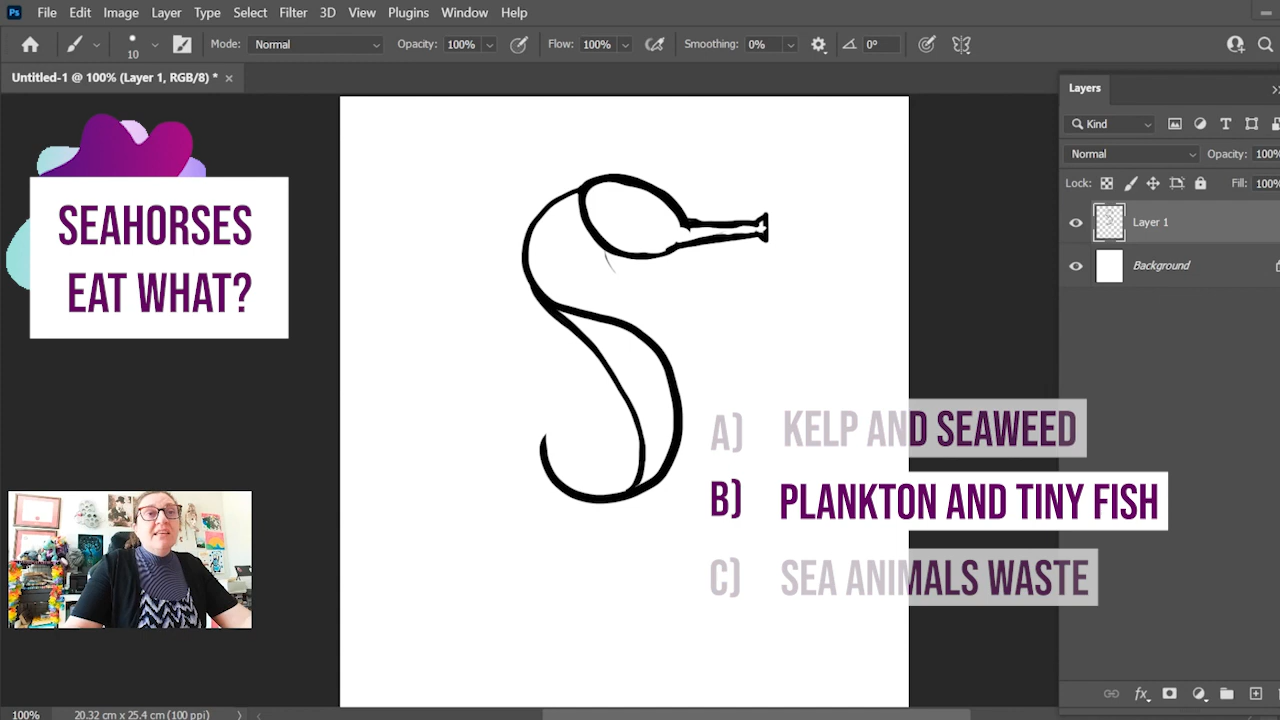 Ps File Edit Image Layer Type Select Filter 3D View Plugins Window Help
10 Mode: Normal Opacity: 100% Flow: 100% Smoothing: 0% 0°
Untitled-1 @ 100% (Layer 1, RGB/8) * ×
Layers
Kind
Normal Opacity: 100%
Lock: Fill: 100%
Layer 1
Background
SEAHORSES
EAT WHAT?
A) KELP AND SEAWEED
B) PLANKTON AND TINY FISH
C) SEA ANIMALS WASTE
fx
100% 20.32 cm x 25.4 cm (100 ppi)